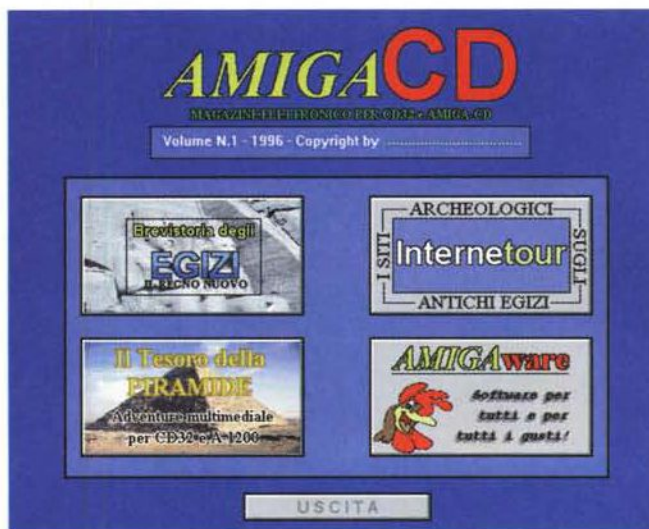 AMIGA CD
MAGAZINE ELETTRONICO PER CD32 e AMIGA-CD
Volume N.1 - 1996 - Copyright by ................................
Brevistoria degli
EGIZI
IL REGNO NUOVO
ARCHEOLOGICI
I SITI
Internetour
SUGLI
ANTICHI EGIZI
Il Tesoro della
PIRAMIDE
Adventure multimediale
per CD32 e A 1200
AMIGAware
Software per
tutti e per
tutti i gusti!
USCITA